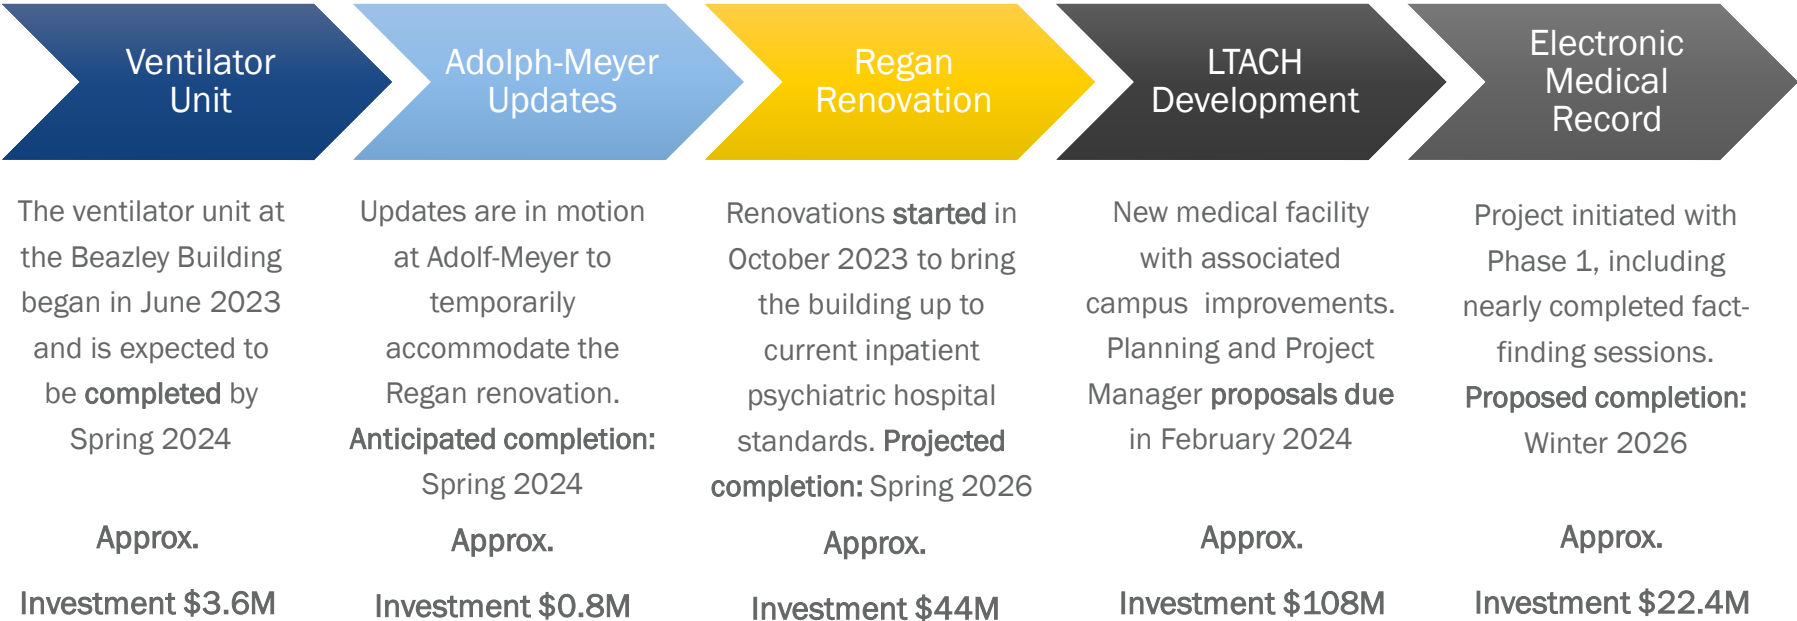 Ventilator
Unit
Adolph-Meyer
Updates
Regan
Renovation
LTACH
Development
Electronic
Medical
Record
The ventilator unit at
the Beazley Building
began in June 2023
and is expected to
be completed by
Spring 2024
Approx.
Investment $3.6M
Updates are in motion
at Adolf-Meyer to
temporarily
accommodate the
Regan renovation.
Anticipated completion:
Spring 2024
Approx.
Investment $0.8M
Renovations started in
October 2023 to bring
the building up to
current inpatient
psychiatric hospital
standards. Projected
completion: Spring 2026
Approx.
Investment $44M
New medical facility
with associated
campus  improvements.
Planning and Project
Manager proposals due
in February 2024
Approx.
Investment $108M
Project initiated with
Phase 1, including
nearly completed fact-
finding sessions.
Proposed completion:
Winter 2026
Approx.
Investment $22.4M